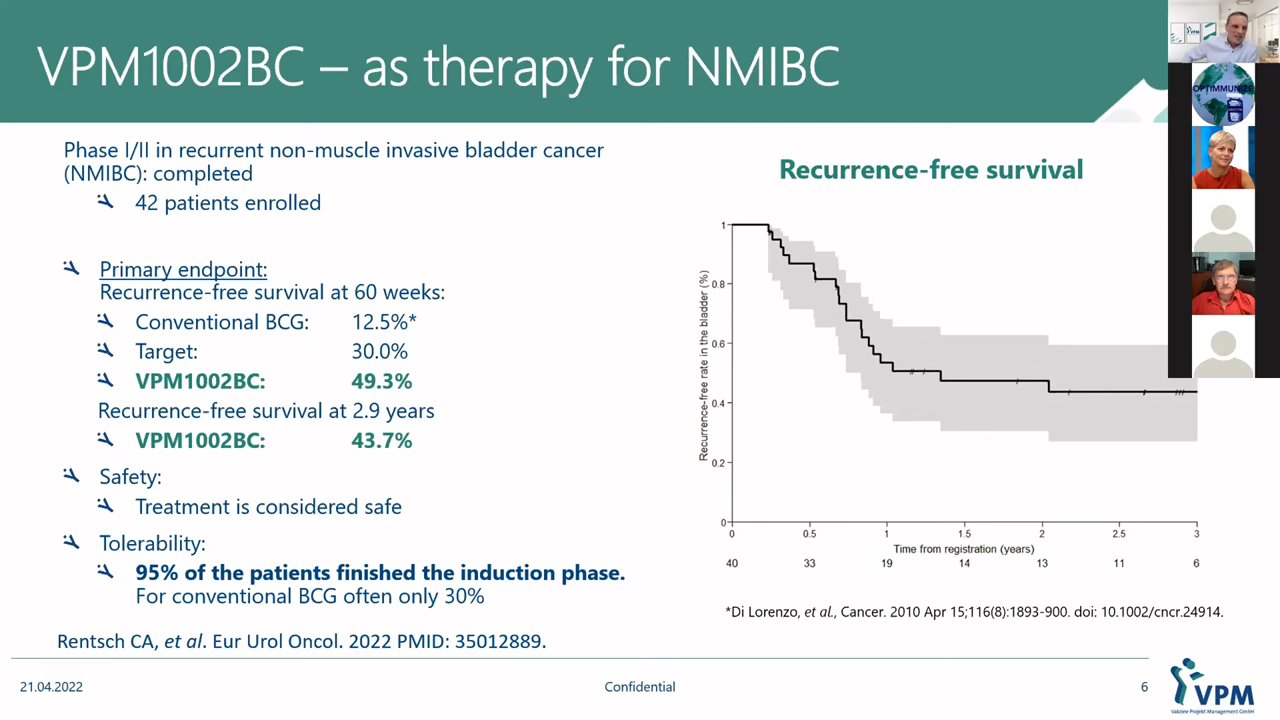 VPM1002BC – as therapy for NMIBC
OPTIMMUNIZE
Phase I/II in recurrent non-muscle invasive bladder cancer
(NMIBC): completed
42 patients enrolled
Primary endpoint:
Recurrence-free survival at 60 weeks:
Conventional BCG: 12.5%*
Target: 30.0%
VPM1002BC: 49.3%
Recurrence-free survival at 2.9 years
VPM1002BC: 43.7%
Safety:
Treatment is considered safe
Tolerability:
95% of the patients finished the induction phase.
For conventional BCG often only 30%
Rentsch CA, et al. Eur Urol Oncol. 2022 PMID: 35012889.
Recurrence-free survival
Recurrence-free rate in the bladder (%)
1
0.8
0.6
0.4
0.2
0
0 0.5 1 1.5 2 2.5 3
Time from registration (years)
40 33 19 14 13 11 6
*Di Lorenzo, et al., Cancer. 2010 Apr 15;116(8):1893-900. doi: 10.1002/cncr.24914.
21.04.2022
Confidential
6
VPM
Vakzine Projekt Management GmbH